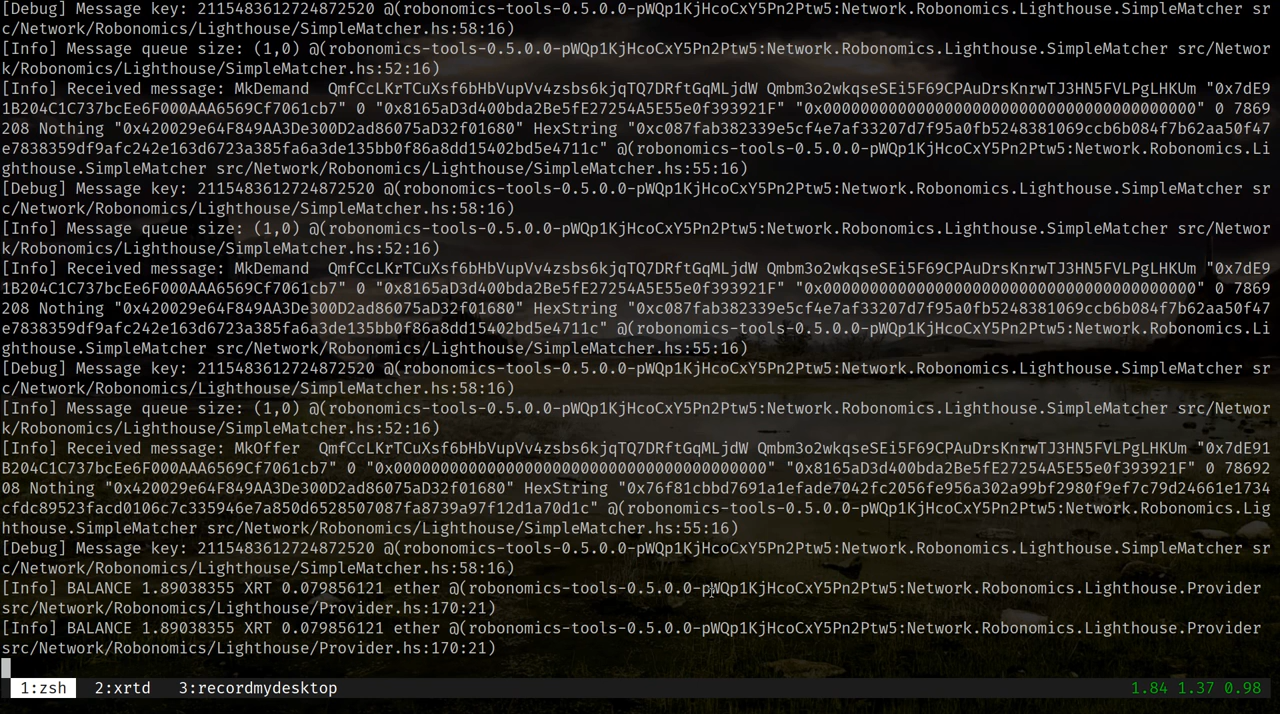 [Debug] Message key: 2115483612724872520 @(robonomics-tools-0.5.0.0-pWQp1KjHcoCxY5Pn2Ptw5:Network.Robonomics.Lighthouse.SimpleMatcher sr
c/Network/Robonomics/Lighthouse/SimpleMatcher.hs:58:16)
[Info] Message queue size: (1,0) @(robonomics-tools-0.5.0.0-pWQp1KjHcoCxY5Pn2Ptw5:Network.Robonomics.Lighthouse.SimpleMatcher src/Networ
k/Robonomics/Lighthouse/SimpleMatcher.hs:52:16)
[Info] Received message: MkDemand  QmfCcLKrTCuXsf6bHbVupVv4zsbs6kjqTQ7DRftGqMLjdW Qmbm3o2wkqseSEi5F69CPAuDrsKnrwTJ3HN5FVLPgLHKUm "0x7dE9
1B204C1C737bcEe6F000AAA6569Cf7061cb7" 0 "0x8165aD3d400bda2Be5fE27254A5E55e0f393921F" "0x0000000000000000000000000000000000000000" 0 7869
208 Nothing "0x420029e64F849AA3De300D2ad86075aD32f01680" HexString "0xc087fab382339e5cf4e7af33207d7f95a0fb5248381069ccb6b084f7b62aa50f47
e7838359df9afc242e163d6723a385fa6a3de135bb0f86a8dd15402bd5e4711c" @(robonomics-tools-0.5.0.0-pWQp1KjHcoCxY5Pn2Ptw5:Network.Robonomics.Li
ghthouse.SimpleMatcher src/Network/Robonomics/Lighthouse/SimpleMatcher.hs:55:16)
[Debug] Message key: 2115483612724872520 @(robonomics-tools-0.5.0.0-pWQp1KjHcoCxY5Pn2Ptw5:Network.Robonomics.Lighthouse.SimpleMatcher sr
c/Network/Robonomics/Lighthouse/SimpleMatcher.hs:58:16)
[Info] Message queue size: (1,0) @(robonomics-tools-0.5.0.0-pWQp1KjHcoCxY5Pn2Ptw5:Network.Robonomics.Lighthouse.SimpleMatcher src/Networ
k/Robonomics/Lighthouse/SimpleMatcher.hs:52:16)
[Info] Received message: MkDemand  QmfCcLKrTCuXsf6bHbVupVv4zsbs6kjqTQ7DRftGqMLjdW Qmbm3o2wkqseSEi5F69CPAuDrsKnrwTJ3HN5FVLPgLHKUm "0x7dE9
1B204C1C737bcEe6F000AAA6569Cf7061cb7" 0 "0x8165aD3d400bda2Be5fE27254A5E55e0f393921F" "0x0000000000000000000000000000000000000000" 0 7869
208 Nothing "0x420029e64F849AA3De300D2ad86075aD32f01680" HexString "0xc087fab382339e5cf4e7af33207d7f95a0fb5248381069ccb6b084f7b62aa50f47
e7838359df9afc242e163d6723a385fa6a3de135bb0f86a8dd15402bd5e4711c" @(robonomics-tools-0.5.0.0-pWQp1KjHcoCxY5Pn2Ptw5:Network.Robonomics.Li
ghthouse.SimpleMatcher src/Network/Robonomics/Lighthouse/SimpleMatcher.hs:55:16)
[Debug] Message key: 2115483612724872520 @(robonomics-tools-0.5.0.0-pWQp1KjHcoCxY5Pn2Ptw5:Network.Robonomics.Lighthouse.SimpleMatcher sr
c/Network/Robonomics/Lighthouse/SimpleMatcher.hs:58:16)
[Info] Message queue size: (1,0) @(robonomics-tools-0.5.0.0-pWQp1KjHcoCxY5Pn2Ptw5:Network.Robonomics.Lighthouse.SimpleMatcher src/Networ
k/Robonomics/Lighthouse/SimpleMatcher.hs:52:16)
[Info] Received message: MkOffer  QmfCcLKrTCuXsf6bHbVupVv4zsbs6kjqTQ7DRftGqMLjdW Qmbm3o2wkqseSEi5F69CPAuDrsKnrwTJ3HN5FVLPgLHKUm "0x7dE91
B204C1C737bcEe6F000AAA6569Cf7061cb7" 0 "0x0000000000000000000000000000000000000000" "0x8165aD3d400bda2Be5fE27254A5E55e0f393921F" 0 78692
08 Nothing "0x420029e64F849AA3De300D2ad86075aD32f01680" HexString "0x76f81cbbd7691a1efade7042fc2056fe956a302a99bf2980f9ef7c79d24661e1734
cfdc89523facd0106c7c335946e7a850d6528507087fa8739a97f12d1a70d1c" @(robonomics-tools-0.5.0.0-pWQp1KjHcoCxY5Pn2Ptw5:Network.Robonomics.Lig
hthouse.SimpleMatcher src/Network/Robonomics/Lighthouse/SimpleMatcher.hs:55:16)
[Debug] Message key: 2115483612724872520 @(robonomics-tools-0.5.0.0-pWQp1KjHcoCxY5Pn2Ptw5:Network.Robonomics.Lighthouse.SimpleMatcher sr
c/Network/Robonomics/Lighthouse/SimpleMatcher.hs:58:16)
[Info] BALANCE 1.89038355 XRT 0.079856121 ether @(robonomics-tools-0.5.0.0-pWQp1KjHcoCxY5Pn2Ptw5:Network.Robonomics.Lighthouse.Provider
src/Network/Robonomics/Lighthouse/Provider.hs:170:21)
[Info] BALANCE 1.89038355 XRT 0.079856121 ether @(robonomics-tools-0.5.0.0-pWQp1KjHcoCxY5Pn2Ptw5:Network.Robonomics.Lighthouse.Provider
src/Network/Robonomics/Lighthouse/Provider.hs:170:21)
1:zsh  2:xrtd  3:recordmydesktop  1.84 1.37 0.98